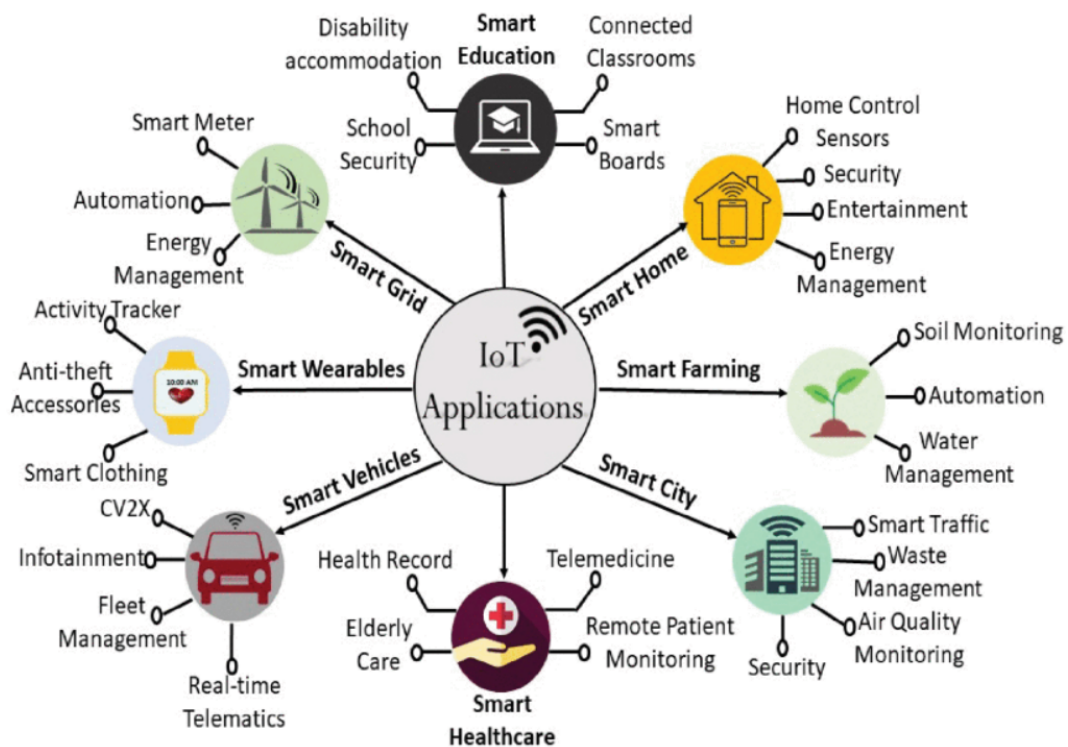 Smart
Education
Disability
accommodation
School
Security
Connected
Classrooms
Smart
Boards
Home Control
Sensors
Security
Entertainment
Energy
Management
Smart Home
Smart Meter
Automation
Energy
Management
Smart Grid
Activity Tracker
Anti-theft
Accessories
Smart Clothing
10:00 AM
Smart Wearables
IoT
Applications
Smart Farming
Soil Monitoring
Automation
Water
Management
Smart Vehicles
CV2X
Infotainment
Fleet
Management
Real-time
Telematics
Smart City
Smart Traffic
Waste
Management
Air Quality
Monitoring
Security
Health Record
Elderly
Care
Telemedicine
Remote Patient
Monitoring
Smart
Healthcare